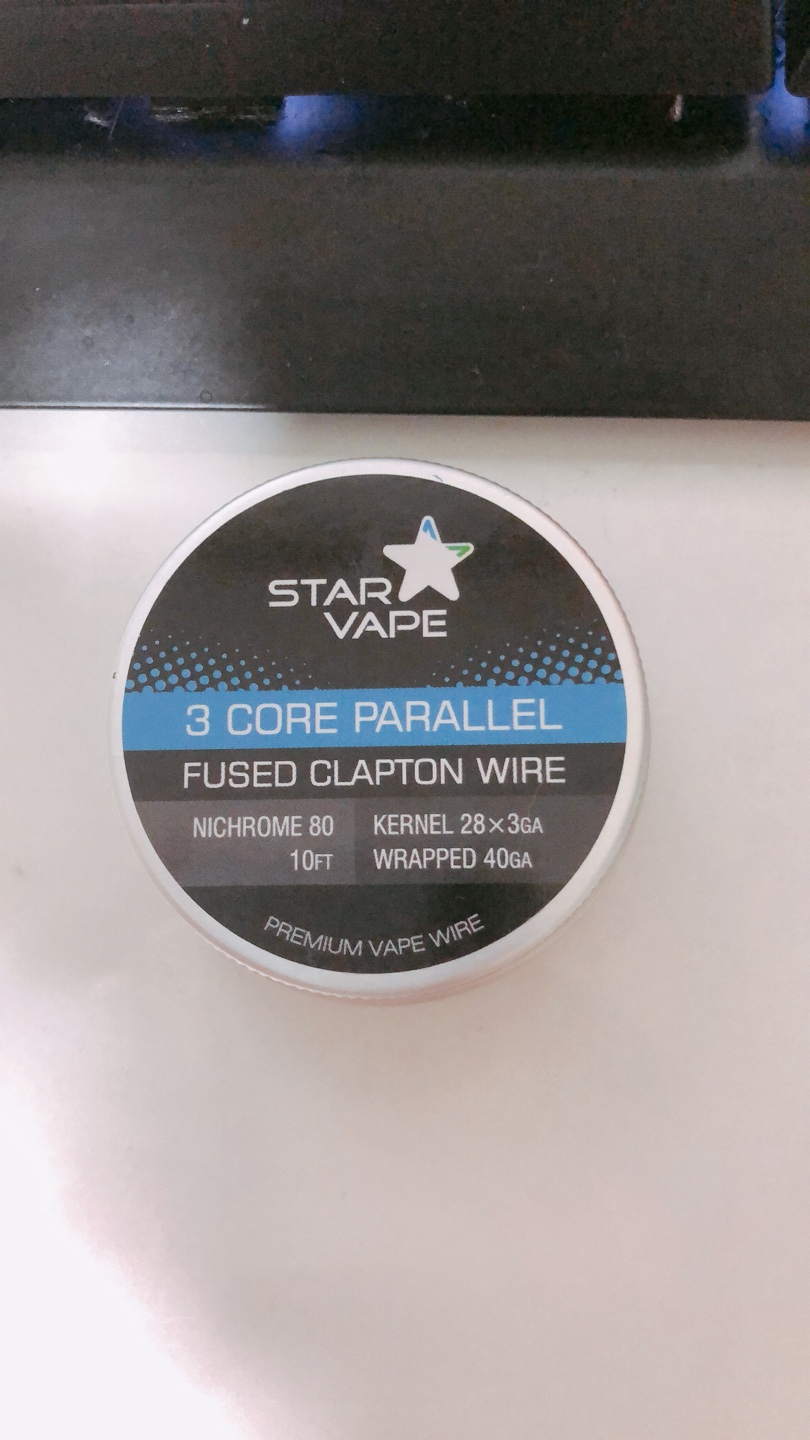 STAR
VAPE
3 CORE PARALLEL
FUSED CLAPTON WIRE
NICHROME 80 KERNEL 28×3GA
10FT WRAPPED 40GA
PREMIUM VAPE WIRE